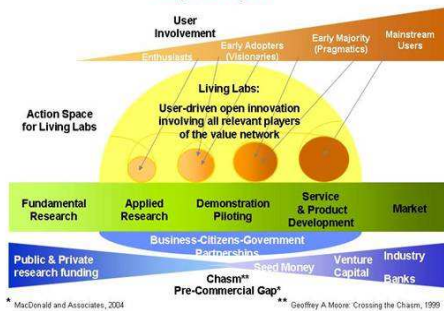 User
Involvement
Enthusiasts
Early Adopters
(Visionaries)
Early Majority
(Pragmatics)
Mainstream
Users
Living Labs:
User-driven open innovation
involving all relevant players
of the value network
Action Space
for Living Labs
Fundamental
Research
Applied
Research
Demonstration
Piloting
Service
& Product
Development
Market
Business-Citizens-Government
Partnerships
Public & Private
research funding
Seed Money
Venture
Capital
Industry
Banks
Chasm**
Pre-Commercial Gap*
* MacDonald and Associates, 2004
** Geoffrey A Moore: Crossing the Chasm, 1999